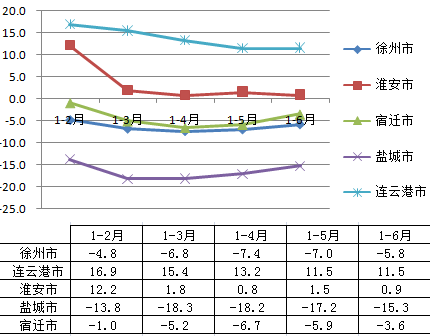 20.0
15.0
10.0
5.0
0.0
-5.0
-10.0
-15.0
-20.0
-25.0
1-2月 1-3月 1-4月 1-5月 1-6月
徐州市
淮安市
宿迁市
盐城市
连云港市
1-2月 1-3月 1-4月 1-5月 1-6月
徐州市 -4.8 -6.8 -7.4 -7.0 -5.8
连云港市 16.9 15.4 13.2 11.5 11.5
淮安市 12.2 1.8 0.8 1.5 0.9
盐城市 -13.8 -18.3 -18.2 -17.2 -15.3
宿迁市 -1.0 -5.2 -6.7 -5.9 -3.6